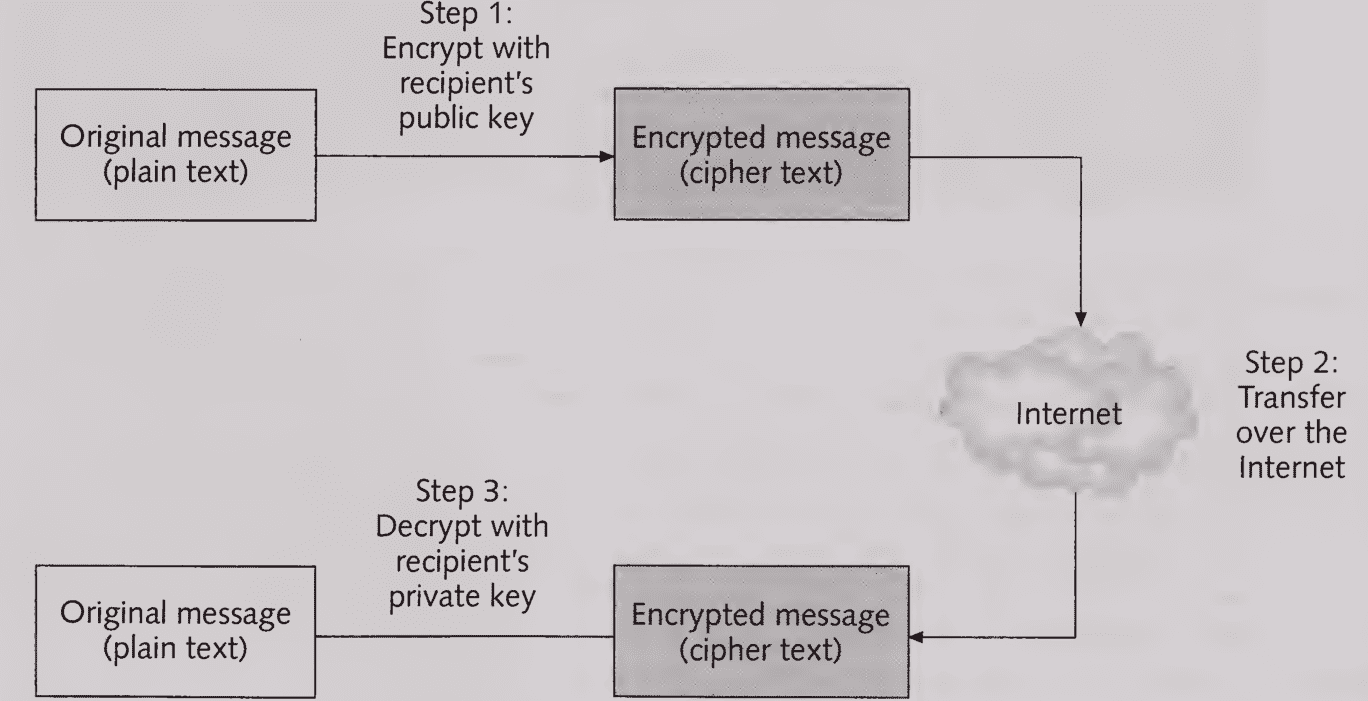 Step 1:
Encrypt with
recipient's
public key
Original message
(plain text)
Encrypted message
(cipher text)
Internet
Step 2:
Transfer
over the
Internet
Step 3:
Decrypt with
recipient's
private key
Original message
(plain text)
Encrypted message
(cipher text)